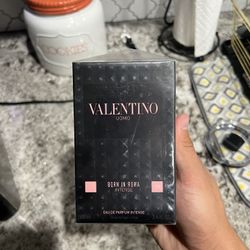 VALENTINO
UOMO
BORN IN ROMA
INTENSE
EAU DE PARFUM INTENSE